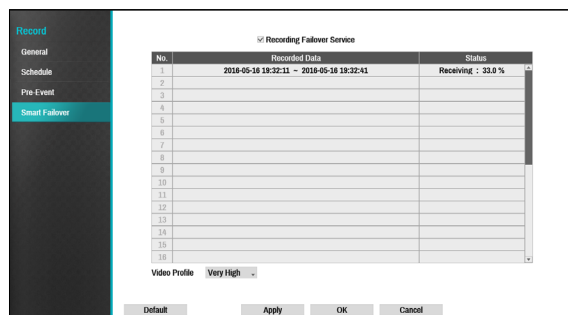 Record
General
Schedule
Pre-Event
Smart Failover
Recording Failover Service
No. Recorded Data Status
1 2016-05-16 19:32:11 ~ 2016-05-16 19:32:41 Receiving : 33.0 %
2
3
4
5
6
7
8
9
10
11
12
13
14
15
16
Video Profile Very High
Default Apply OK Cancel